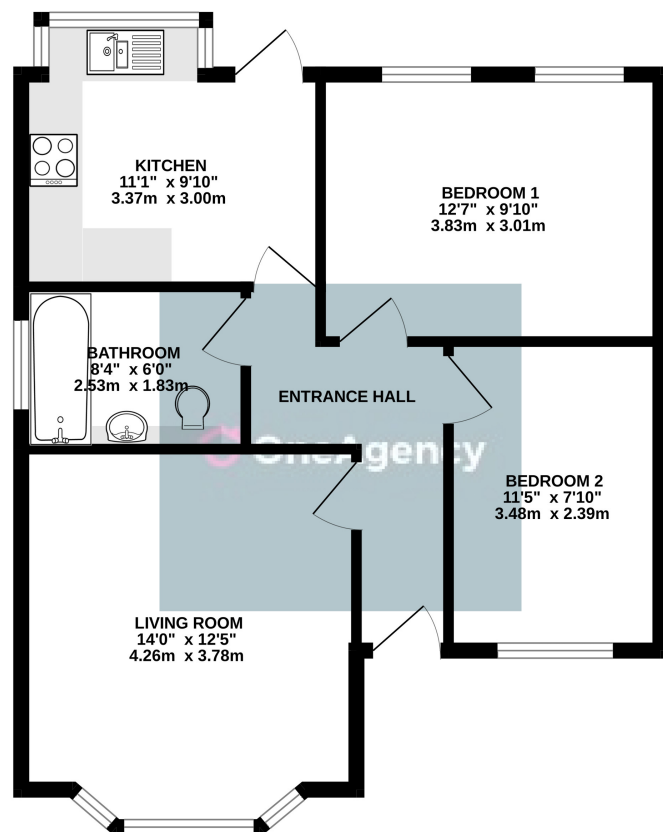 KITCHEN
11'1" x 9'10"
3.37m x 3.00m
BEDROOM 1
12'7" x 9'10"
3.83m x 3.01m
BATHROOM
8'4" x 6'0"
2.53m x 1.83m
ENTRANCE HALL
OneAgency
BEDROOM 2
11'5" x 7'10"
3.48m x 2.39m
LIVING ROOM
14'0" x 12'5"
4.26m x 3.78m